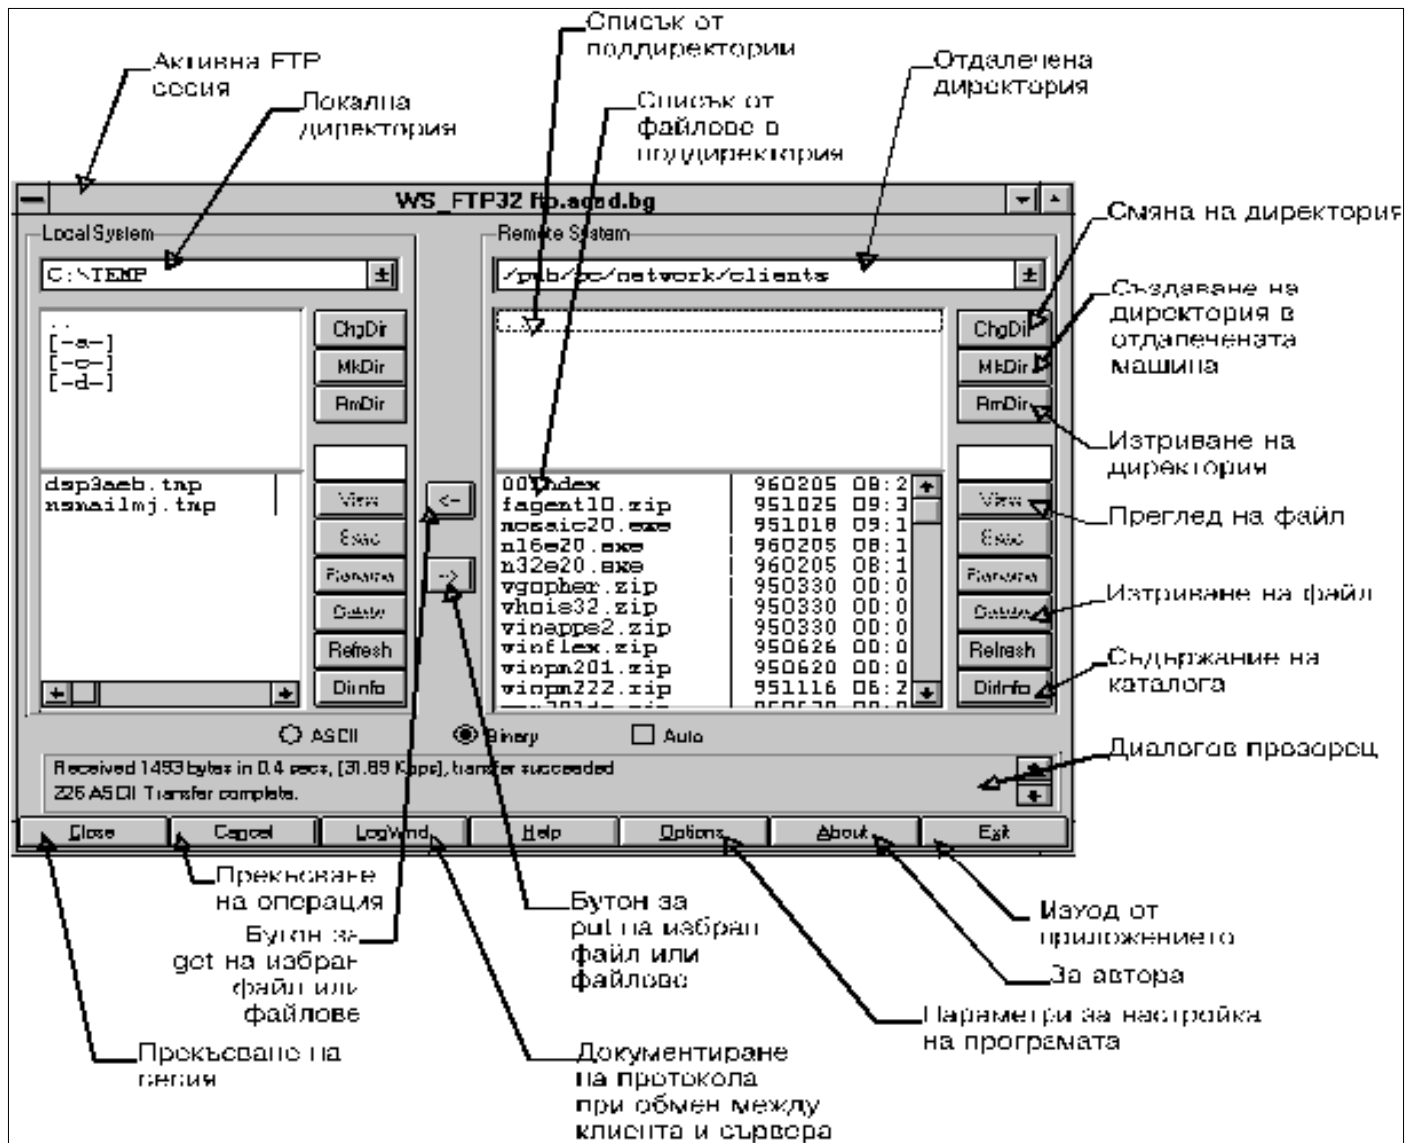 Списък от
поддиректории
Активна FTP
сесия
Отдалечена
директория
Локална
директория
Списък от
файлове в
поддиректория
WS_FTP32 ftp.acad.bg
Local System
Remote System
Смяна на директория
C:\TEMP
/pub/pc/network/clients
Създаване на
директория в
отдалечената
машина
..
[-a-]
[-c-]
[-d-]
ChgDir
MkDir
RmDir
..
ChgDir
MkDir
RmDir
Изтриване на
директория
dsp3aeb.tmp
nsmailmj.tmp
View
Exec
Rename
Delete
Refresh
DirInfo
<-
->
00index 960205 08:2
fagent10.zip 951025 09:3
mosaic20.exe 951018 09:1
n16e20.exe 960205 08:1
n32e20.exe 960205 08:1
wgopher.zip 950330 00:0
whois32.zip 950330 00:0
winapps2.zip 950330 00:0
winflex.zip 950626 00:0
winpm201.zip 950620 00:0
winpm222.zip 951116 06:2
View
Exec
Rename
Delete
Refresh
DirInfo
Преглед на файл
Изтриване на файл
Съдържание на
каталога
ASCII
Binary
Auto
Диалогов прозорец
Received 1493 bytes in 0.4 secs, (31.89 Kbps), transfer succeeded
226 ASCII Transfer complete.
Close
Cancel
LogWnd
Help
Options
About
Exit
Прекъсване
на операция
Бутон за
get на избран
файл или
файлове
Бутон за
put на избран
файл или
файлове
Изход от
приложението
За автора
Параметри за настройка
на програмата
Прекъсване на
сесия
Документиране
на протокола
при обмен между
клиента и сървера